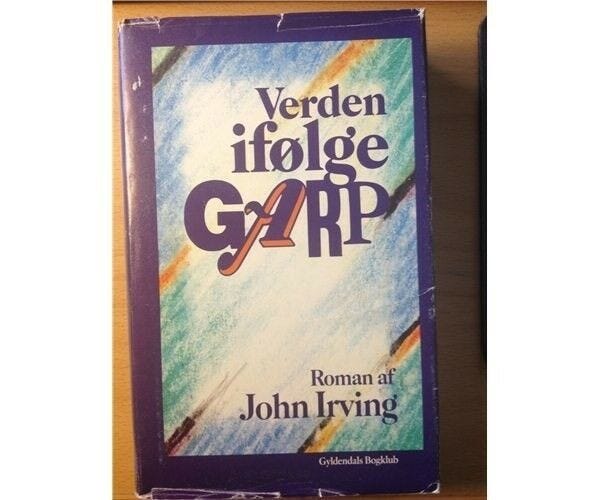 Verden
ifølge
GARP
Roman af
John Irving
Gyldendals Bogklub